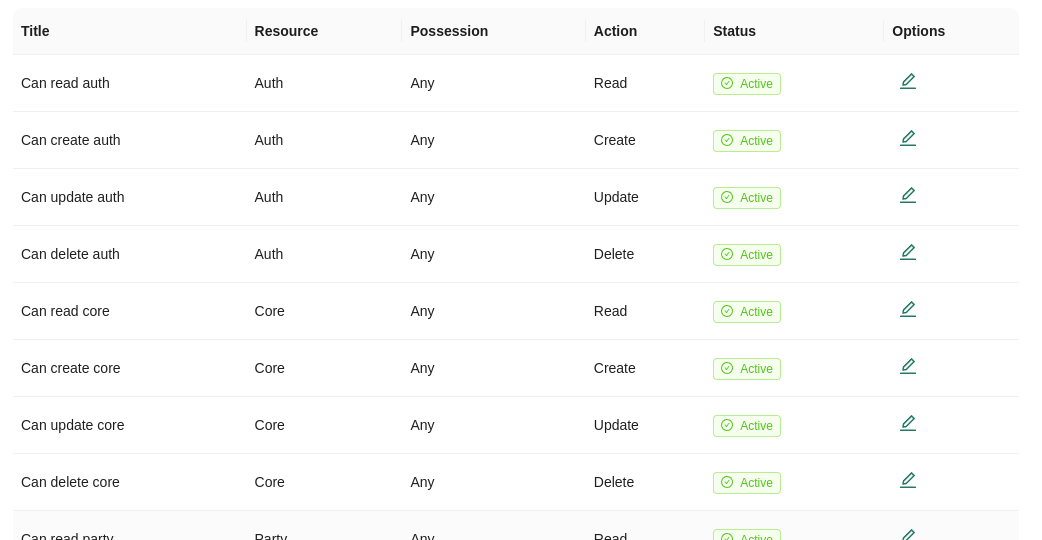 Title Resource Possession Action Status Options
Can read auth Auth Any Read Active
Can create auth Auth Any Create Active
Can update auth Auth Any Update Active
Can delete auth Auth Any Delete Active
Can read core Core Any Read Active
Can create core Core Any Create Active
Can update core Core Any Update Active
Can delete core Core Any Delete Active
Can read party Party Any Read Active